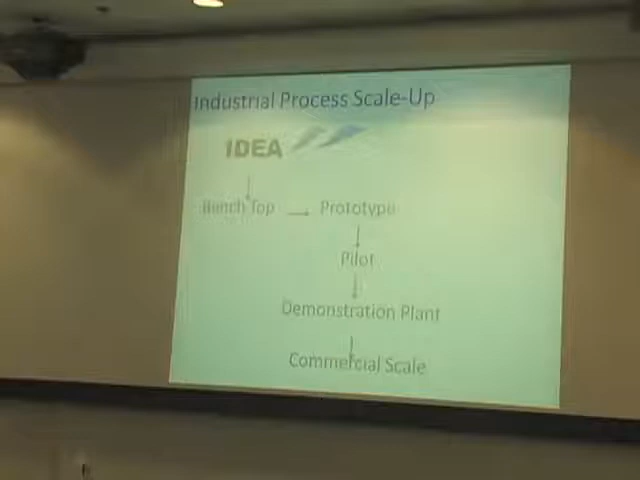 Industrial Process Scale-Up
IDEA
Bench Top → Prototype
Pilot
Demonstration Plant
Commercial Scale